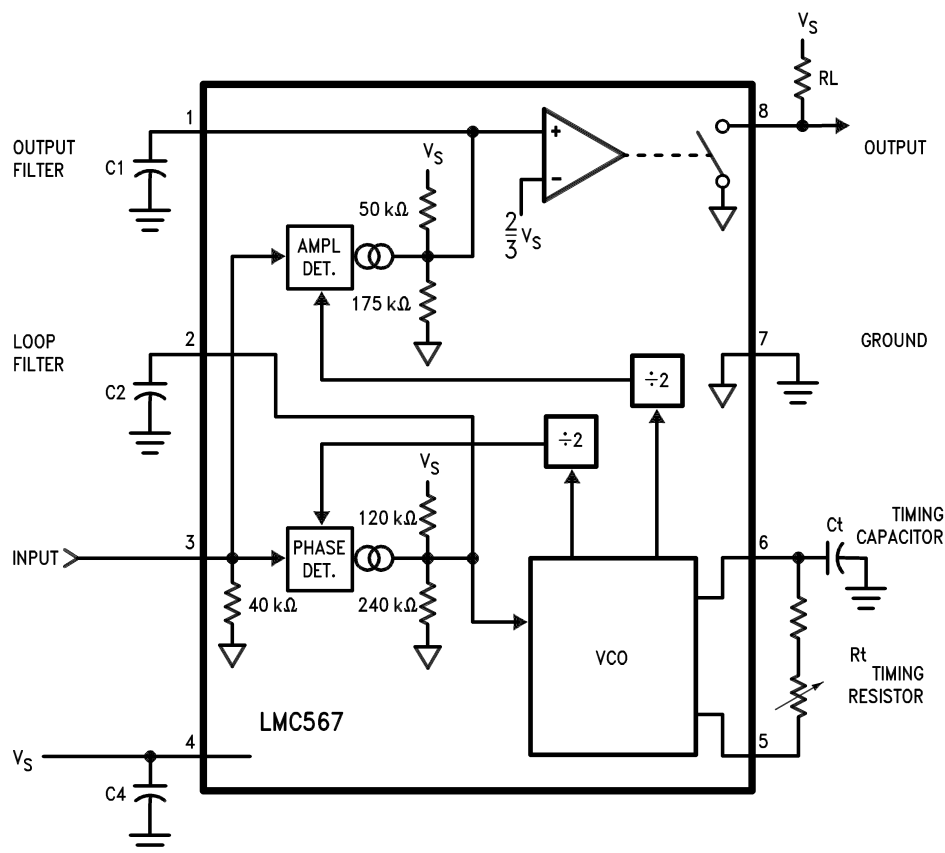 V_S
RL
1
8
OUTPUT
FILTER
C1
V_S
+
−
OUTPUT
50 kΩ
2/3 V_S
AMPL
DET.
175 kΩ
LOOP
FILTER
2
7
GROUND
C2
÷2
÷2
V_S
120 kΩ
Ct
TIMING
CAPACITOR
INPUT
3
PHASE
DET.
6
40 kΩ
240 kΩ
VCO
Rt
TIMING
RESISTOR
LMC567
5
V_S
4
C4